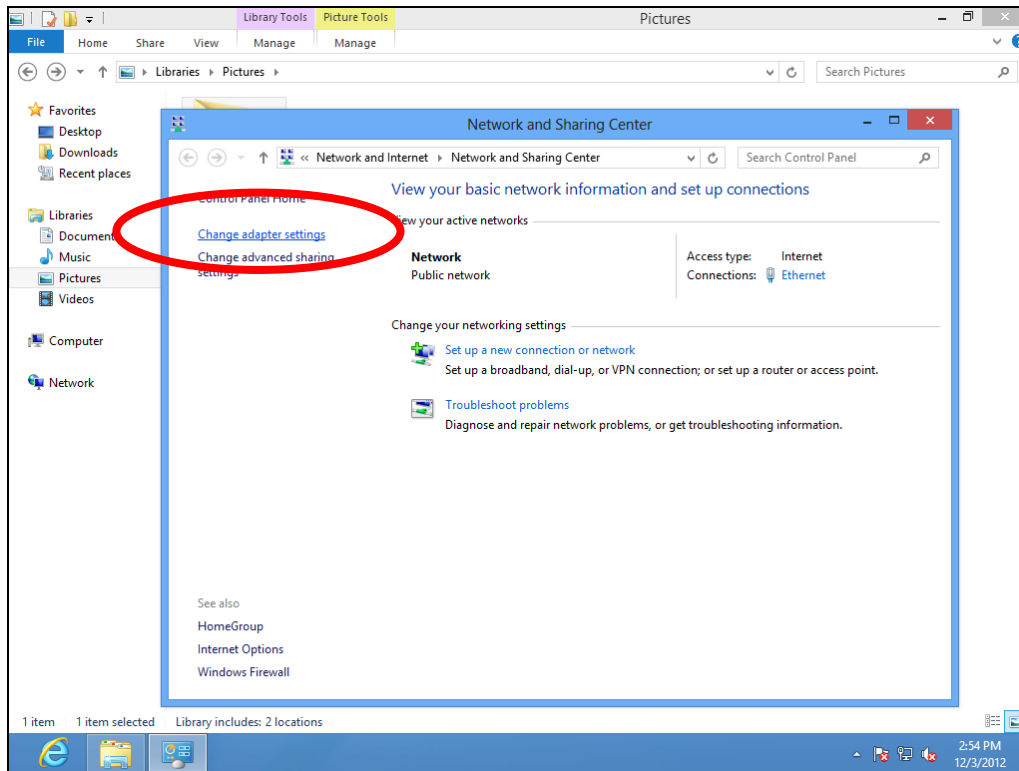 Library Tools
Picture Tools
Pictures
File
Home
Share
View
Manage
Manage
Libraries
Pictures
Search Pictures
Favorites
Desktop
Downloads
Recent places
Libraries
Document
Music
Pictures
Videos
Computer
Network
Network and Sharing Center
« Network and Internet
Network and Sharing Center
Search Control Panel
Control Panel Home
Change adapter settings
Change advanced sharing
settings
View your basic network information and set up connections
View your active networks
Network
Public network
Access type: Internet
Connections: Ethernet
Change your networking settings
Set up a new connection or network
Set up a broadband, dial-up, or VPN connection; or set up a router or access point.
Troubleshoot problems
Diagnose and repair network problems, or get troubleshooting information.
See also
HomeGroup
Internet Options
Windows Firewall
1 item
1 item selected
Library includes: 2 locations
2:54 PM
12/3/2012